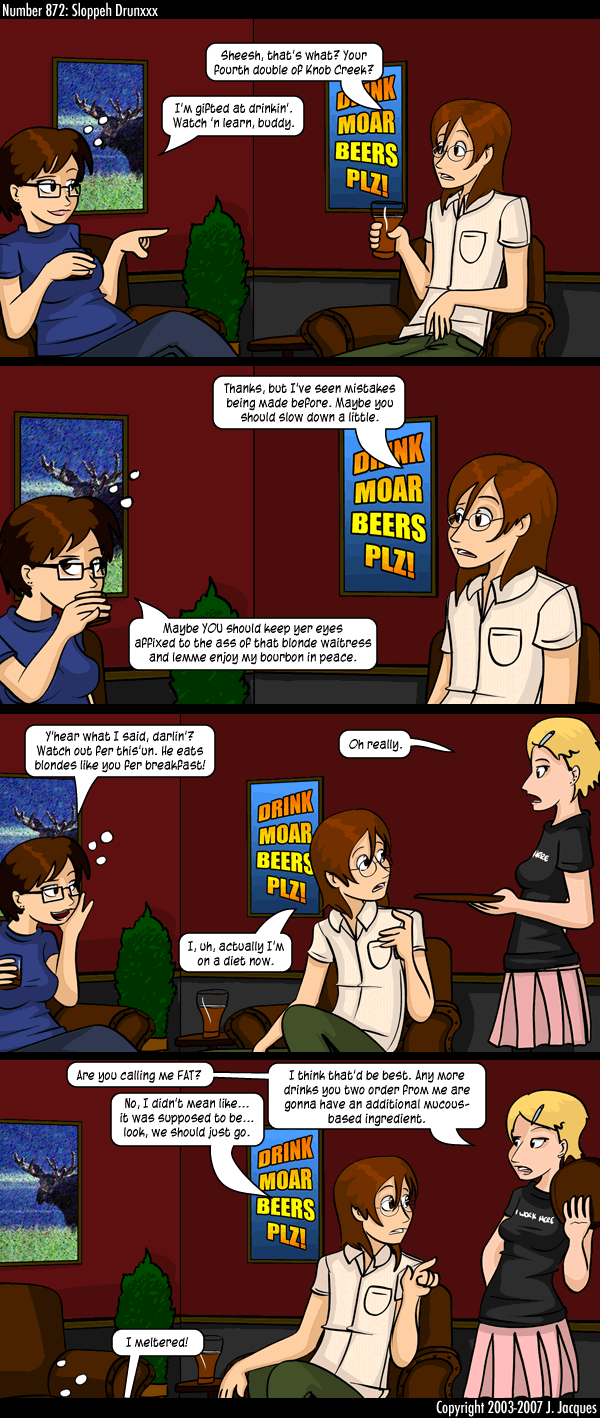 Number 872: Sloppeh Drunxxx
Sheesh, that's what? Your
fourth double of Knob Creek?
I'm gifted at drinkin'.
Watch 'n learn, buddy.
DRINK
MOAR
BEERS
PLZ!
Thanks, but I've seen mistakes
being made before. Maybe you
should slow down a little.
DRINK
MOAR
BEERS
PLZ!
Maybe YOU should keep yer eyes
affixed to the ass of that blonde waitress
and lemme enjoy my bourbon in peace.
Y'hear what I said, darlin'?
Watch out fer this'un. He eats
blondes like you fer breakfast!
Oh really.
DRINK
MOAR
BEERS
PLZ!
HERE
I, uh, actually I'm
on a diet now.
Are you calling me FAT?
No, I didn't mean like...
it was supposed to be...
look, we should just go.
I think that'd be best. Any more
drinks you two order from me are
gonna have an additional mucous-
based ingredient.
DRINK
MOAR
BEERS
PLZ!
I WORK HERE
I meltered!
Copyright 2003-2007 J. Jacques